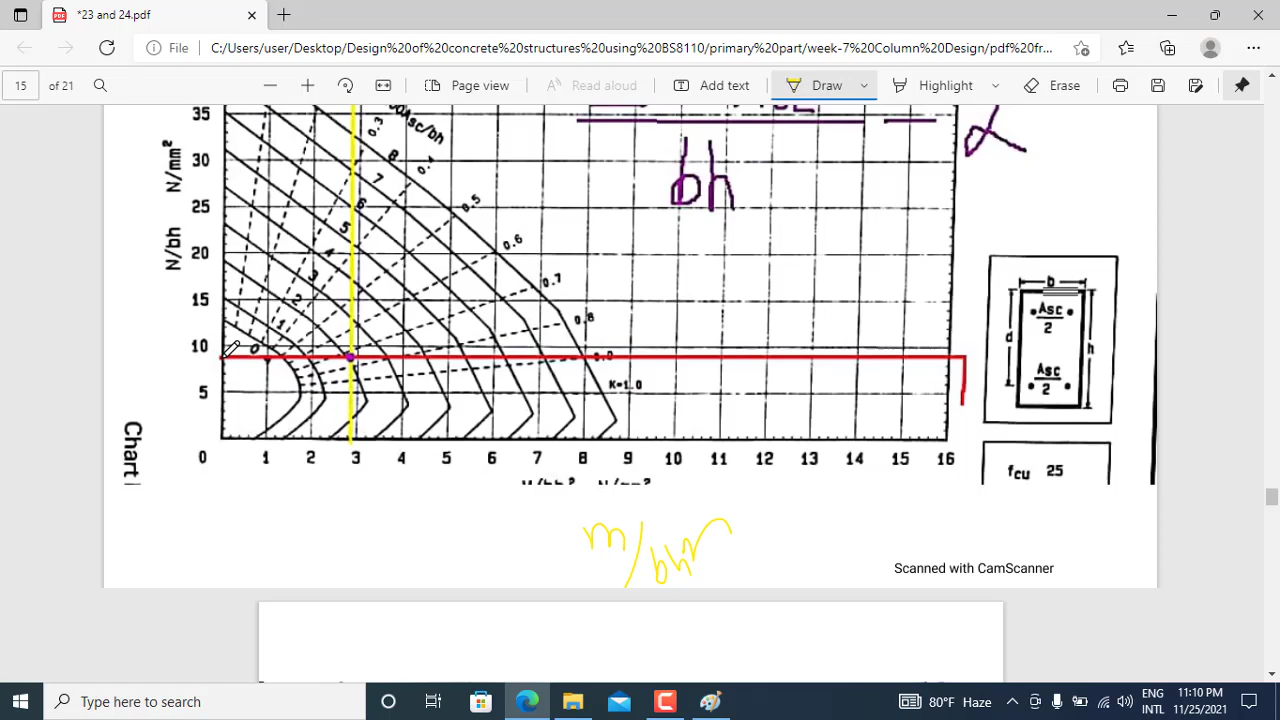 *23 and 24.pdf
File C:/Users/user/Desktop/Design%20of%20concrete%20structures%20using%20BS8110/primary%20part/week-7%20Column%20Design/pdf%20fr...
15 of 21 Page view Read aloud Add text Draw Highlight Erase
100Asc/bh
N/bh N/mm²
35
30
25
20
15
10
5
0 1 2 3 4 5 6 7 8 9 10 11 12 13 14 15 16
0 1 2 3 4 5 6 7 8
0.3
0.4
0.5
0.6
0.7
0.8
0.9
K=1.0
bh
b
Asc/2
d h
Asc/2
fcu 25
Chart
M/bh² N/mm²
m/bh²
Scanned with CamScanner
Type here to search
80°F Haze
ENG
INTL
11:10 PM
11/25/2021